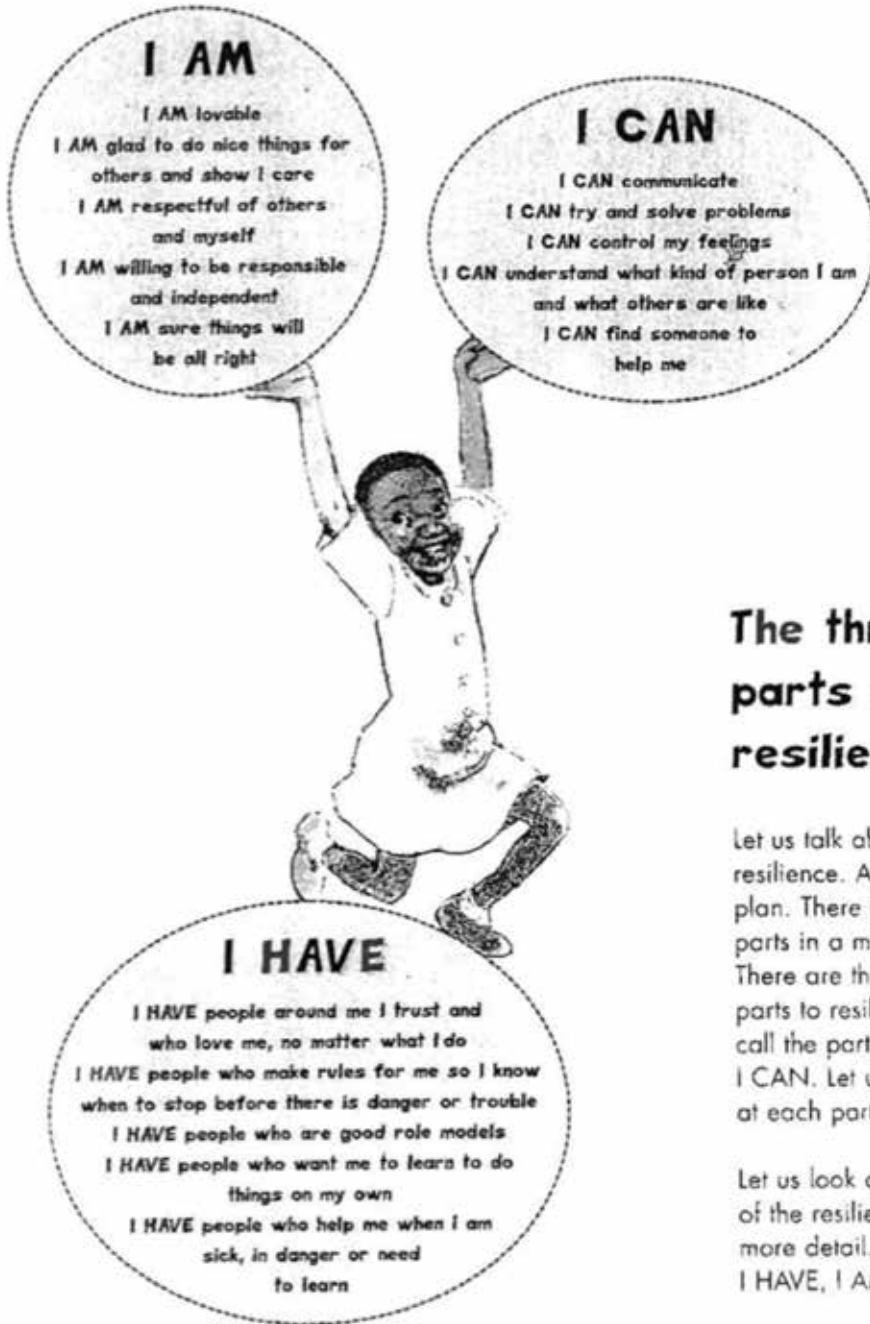 I AM
I AM lovable
I AM glad to do nice things for
others and show I care
I AM respectful of others
and myself
I AM willing to be responsible
and independent
I AM sure things will
be all right
I CAN
I CAN communicate
I CAN try and solve problems
I CAN control my feelings
I CAN understand what kind of person I am
and what others are like
I CAN find someone to
help me
I HAVE
I HAVE people around me I trust and
who love me, no matter what I do
I HAVE people who make rules for me so I know
when to stop before there is danger or trouble
I HAVE people who are good role models
I HAVE people who want me to learn to do
things on my own
I HAVE people who help me when I am
sick, in danger or need
to learn
The
parts
Let us talk
resilience.
plan. There
parts in a
There are
parts to
call the
I CAN. Let
at each
Let us look
of the
more detail.
I HAVE, I